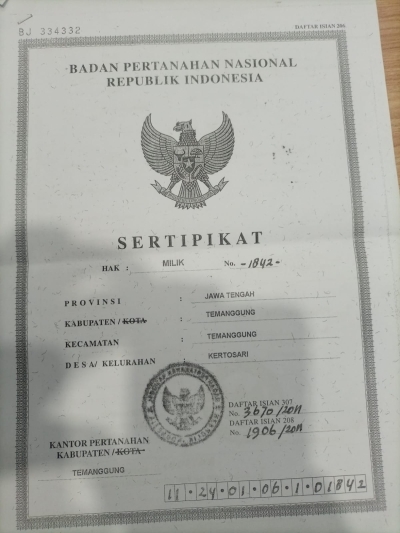 BJ 334332
DAFTAR ISIAN 206
BADAN PERTANAHAN NASIONAL
REPUBLIK INDONESIA
SERTIPIKAT
HAK : MILIK No. -1842-
PROVINSI : JAWA TENGAH
KABUPATEN / KOTA : TEMANGGUNG
KECAMATAN : TEMANGGUNG
DESA/ KELURAHAN : KERTOSARI
DAFTAR ISIAN 307
No. 3670/2011
DAFTAR ISIAN 208
No. 1906/2011
KANTOR PERTANAHAN
KABUPATEN / KOTA
TEMANGGUNG
11.24.01.06.1.01842